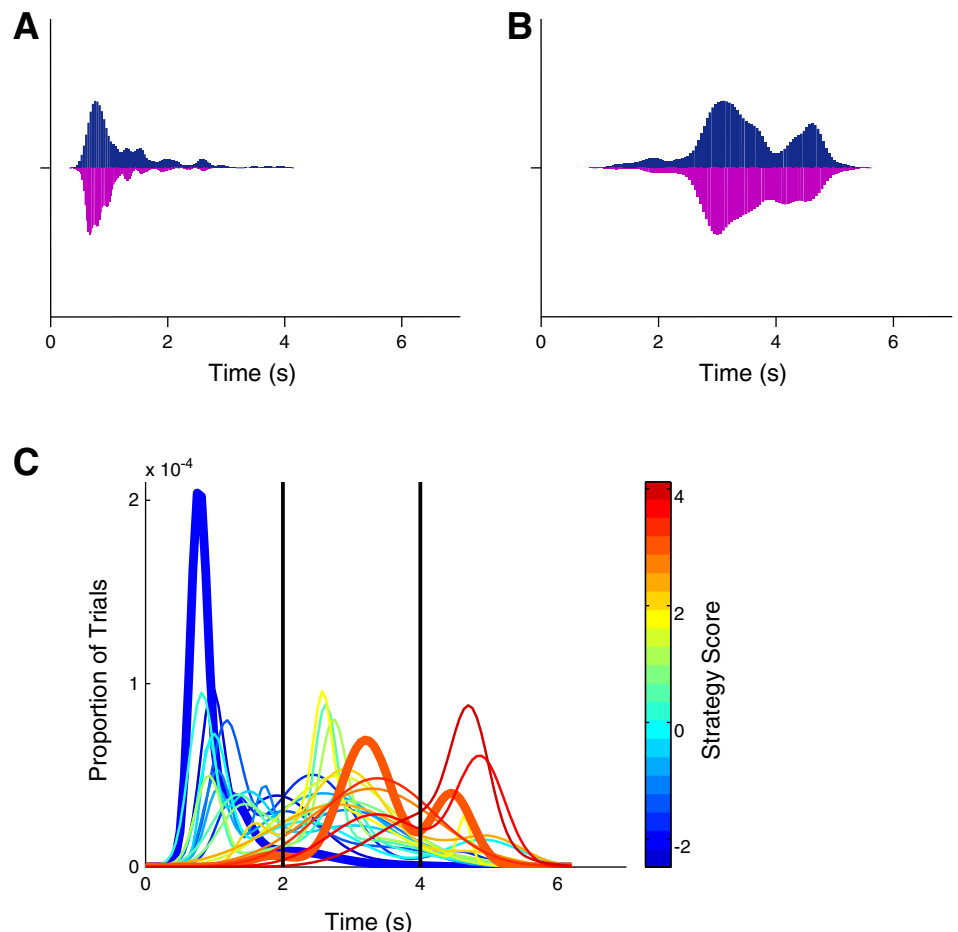 A
B
0 2 4 6
Time (s)
0 2 4 6
Time (s)
C
x 10-4
2
1
0
Proportion of Trials
0 2 4 6
Time (s)
4
2
0
-2
Strategy Score